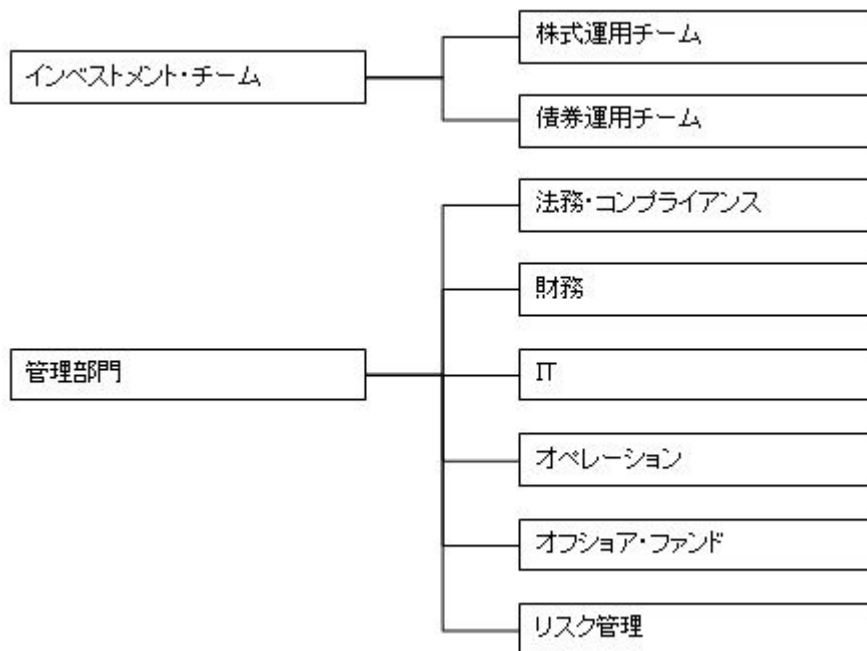 インベストメント・チーム
株式運用チーム
債券運用チーム
管理部門
法務・コンプライアンス
財務
IT
オペレーション
オフショア・ファンド
リスク管理